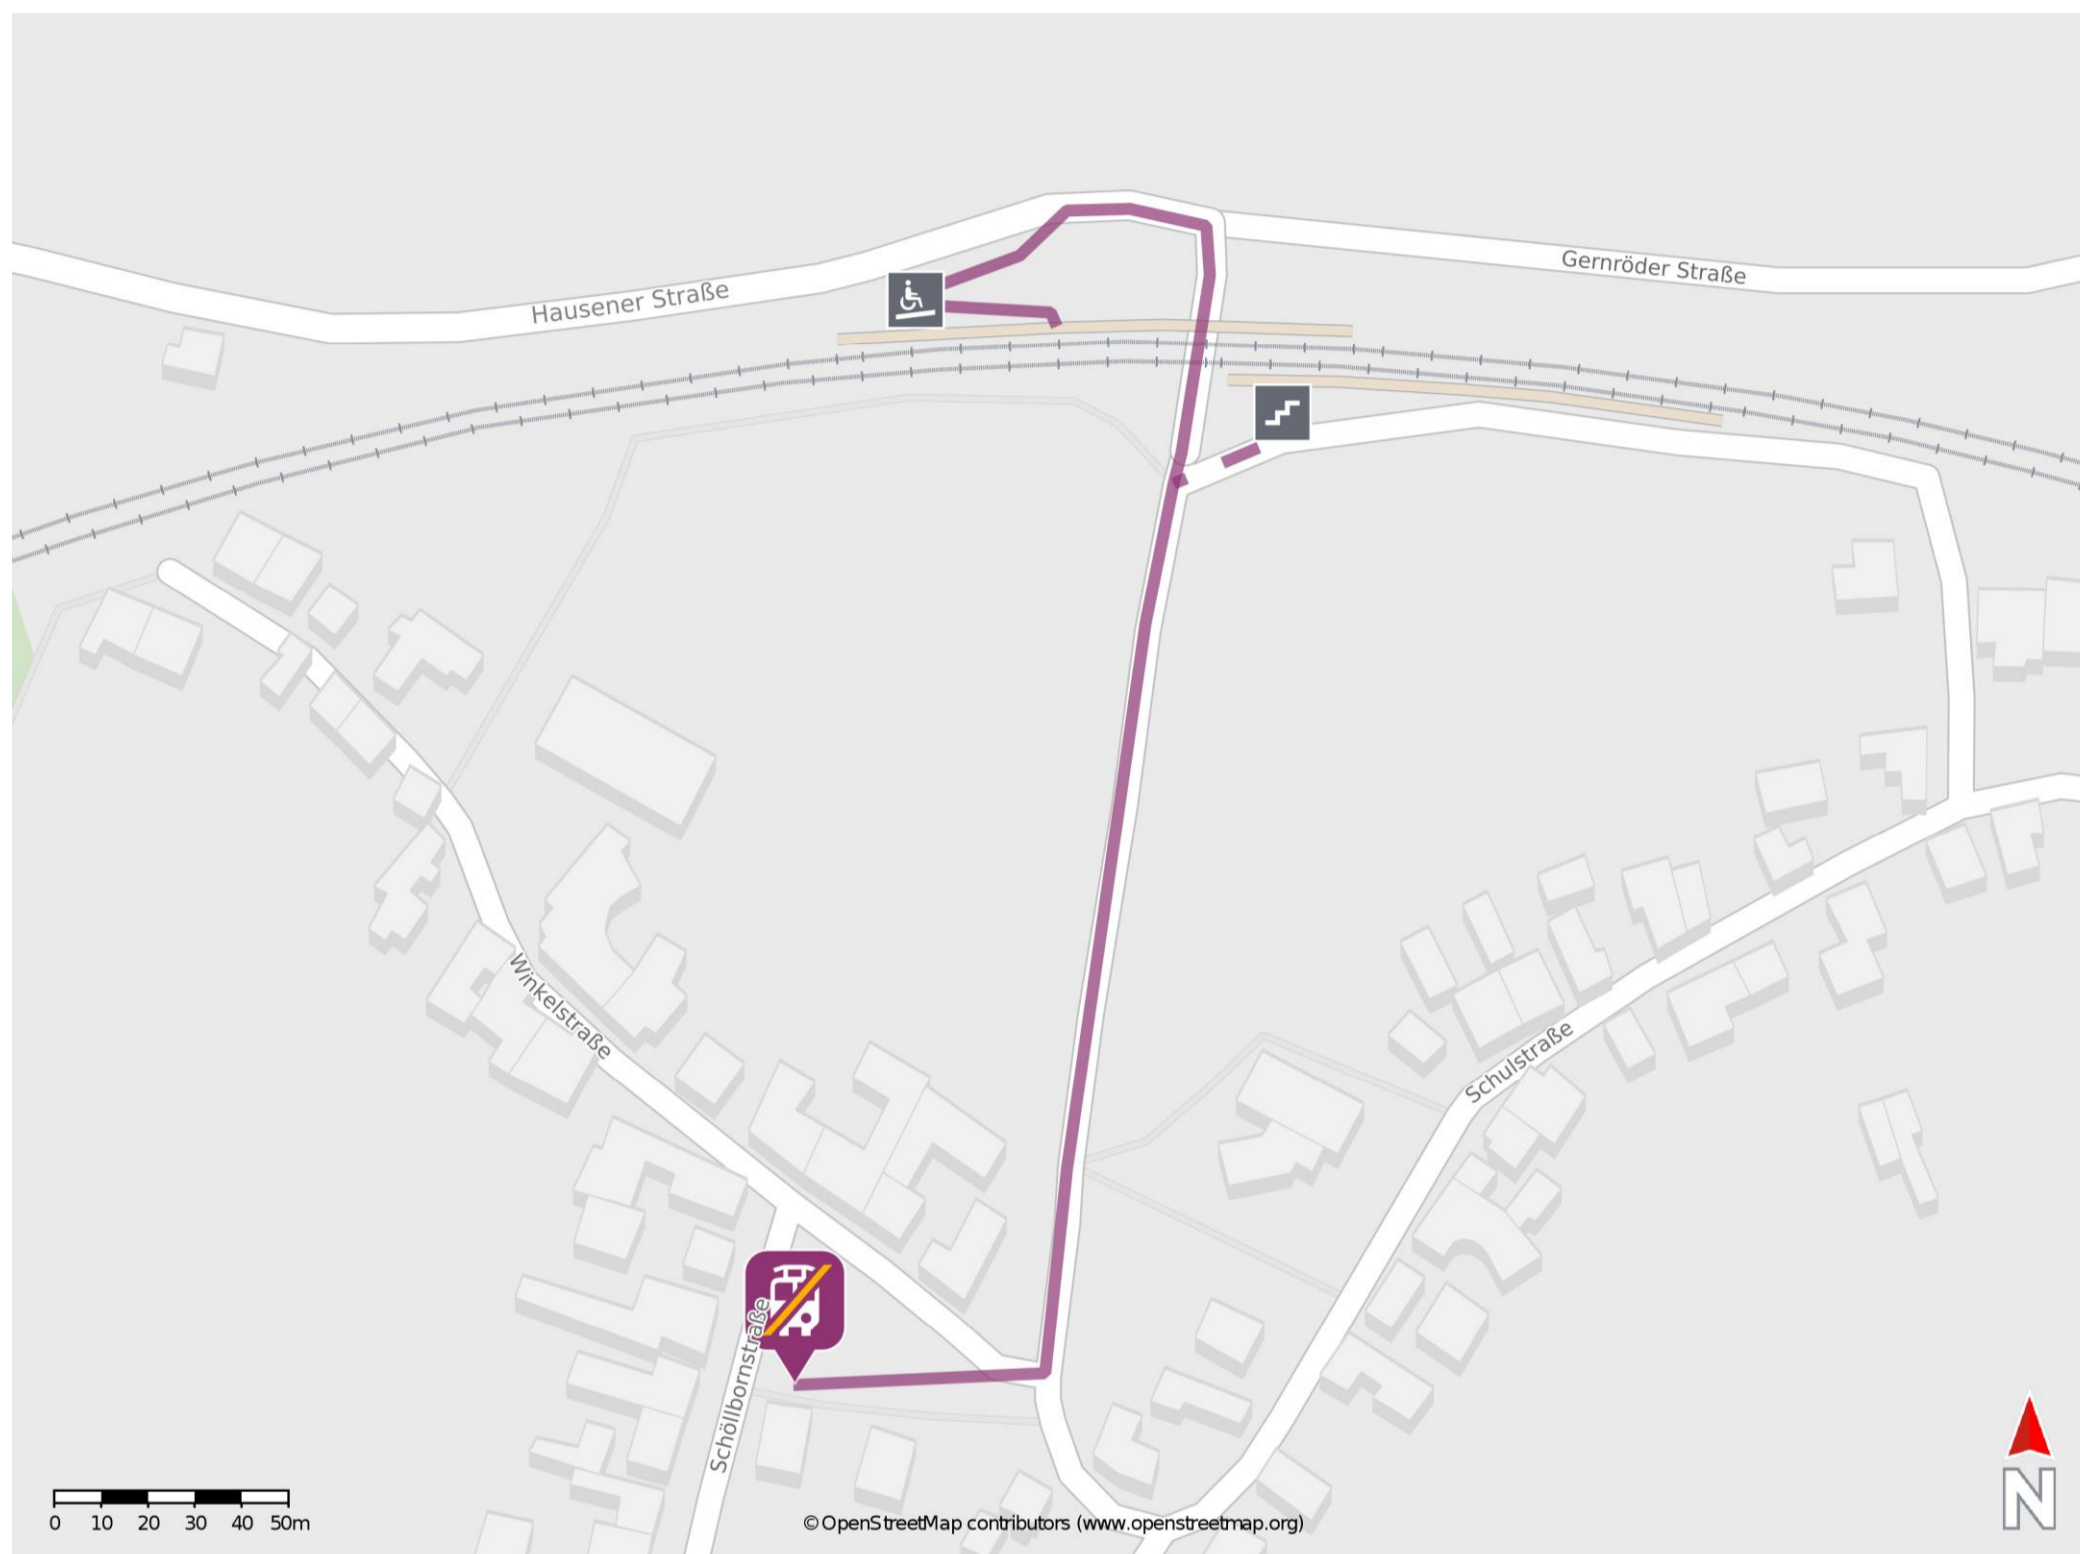 Gernröder Straße
Hausener Straße
Winkelstraße
Schulstraße
Schöllbornstraße
0 10 20 30 40 50m
© OpenStreetMap contributors (www.openstreetmap.org)
N